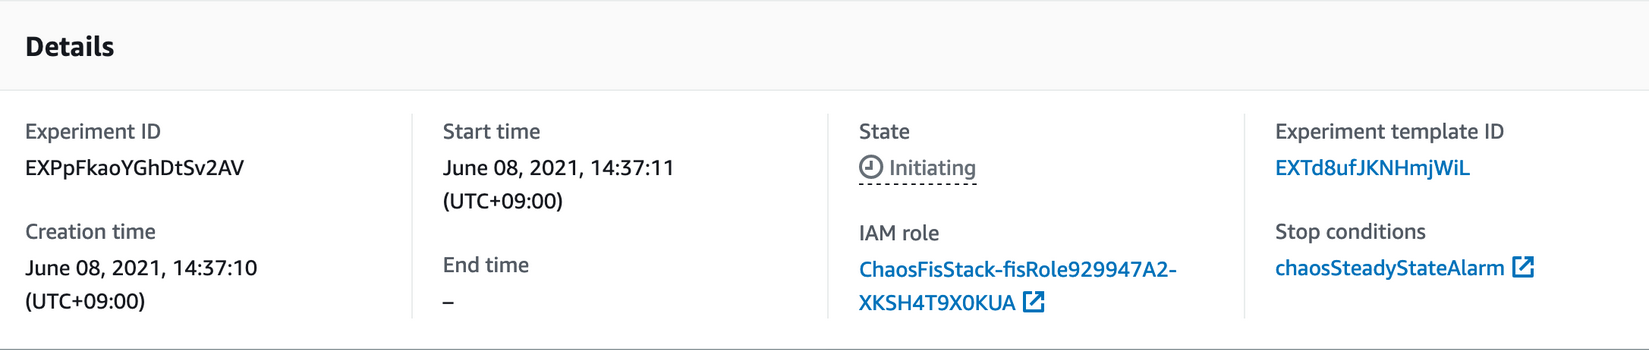 Details
Experiment ID
EXPpFkaoYGhDtSv2AV
Creation time
June 08, 2021, 14:37:10
(UTC+09:00)
Start time
June 08, 2021, 14:37:11
(UTC+09:00)
End time
–
State
Initiating
IAM role
ChaosFisStack-fisRole929947A2-
XKSH4T9X0KUA
Experiment template ID
EXTd8ufJKNHmjWiL
Stop conditions
chaosSteadyStateAlarm